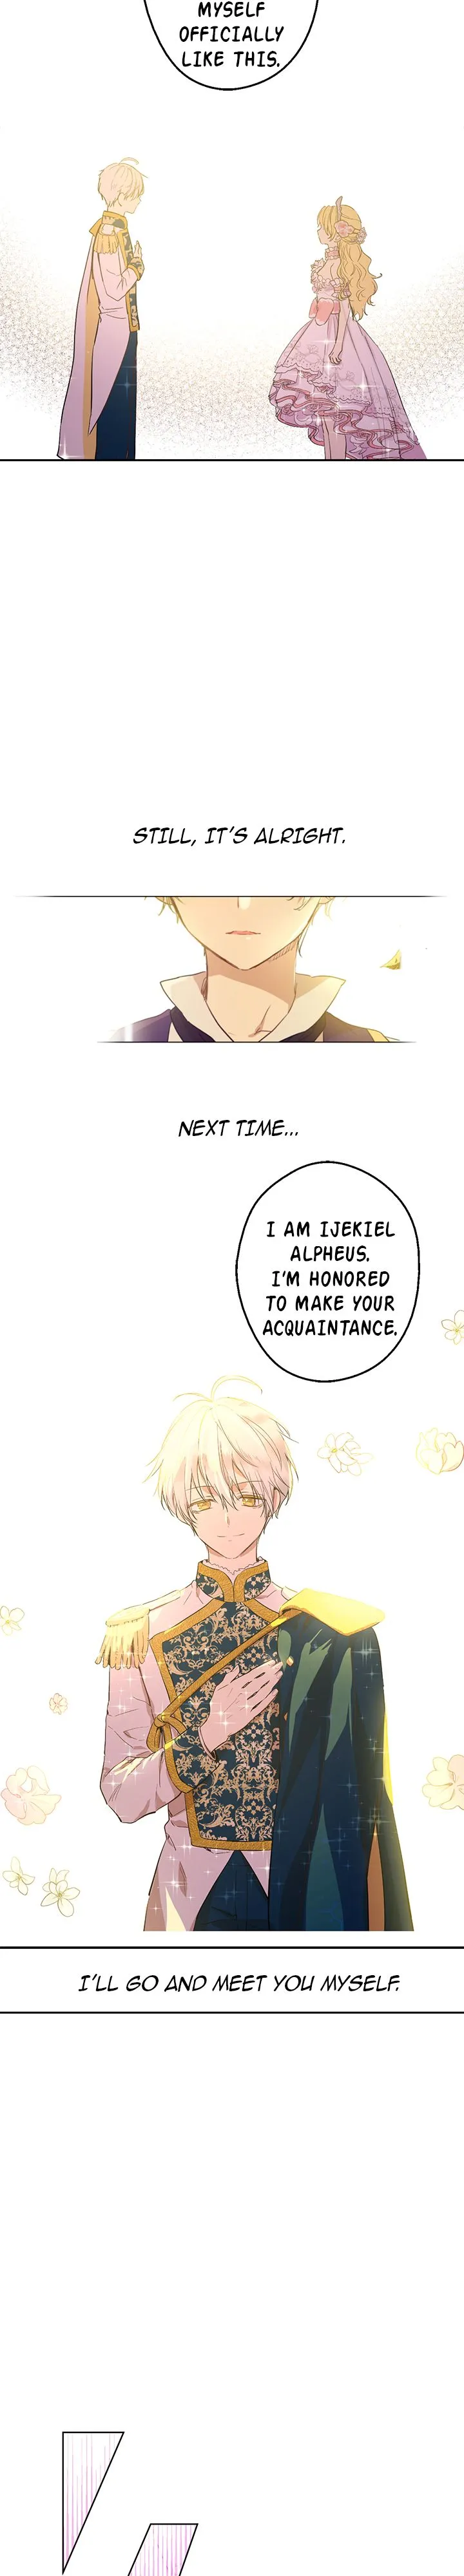 MYSELF
OFFICIALLY
LIKE THIS.
STILL, IT'S ALRIGHT.
NEXT TIME...
I AM IJEKIEL
ALPHEUS.
I'M HONORED
TO MAKE YOUR
ACQUAINTANCE.
I'LL GO AND MEET YOU MYSELF.